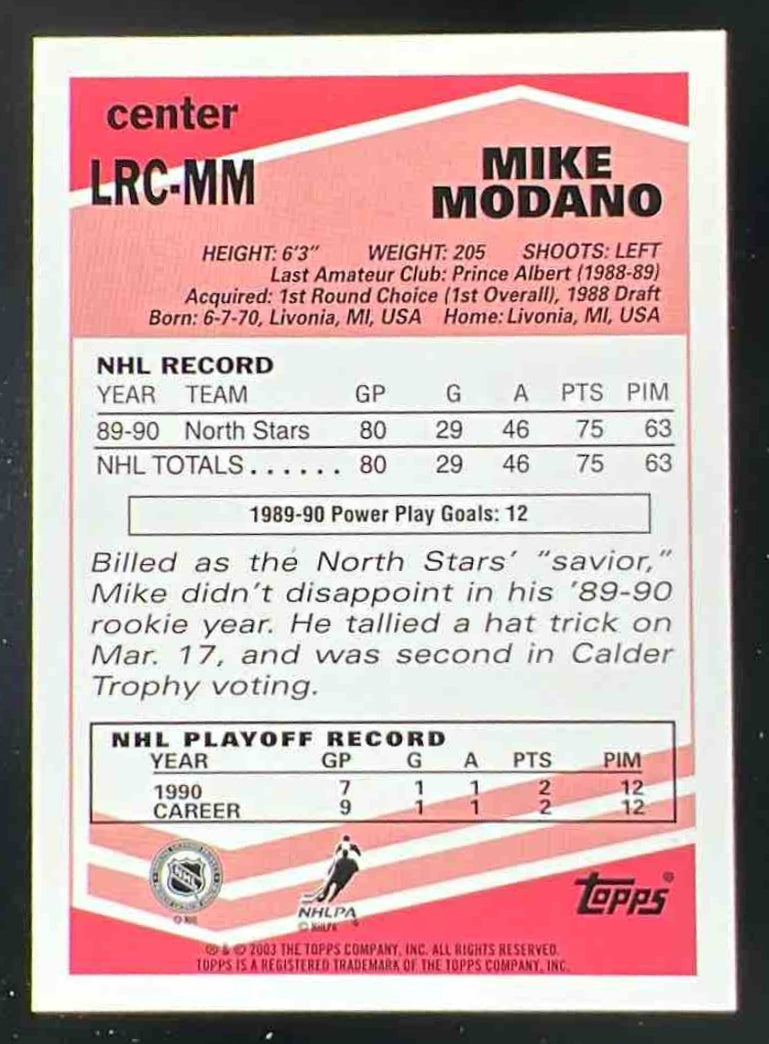 center
LRC-MM
MIKE
MODANO
HEIGHT: 6'3" WEIGHT: 205 SHOOTS: LEFT
Last Amateur Club: Prince Albert (1988-89)
Acquired: 1st Round Choice (1st Overall), 1988 Draft
Born: 6-7-70, Livonia, MI, USA Home: Livonia, MI, USA
NHL RECORD
YEAR TEAM GP G A PTS PIM
89-90 North Stars 80 29 46 75 63
NHL TOTALS...... 80 29 46 75 63
1989-90 Power Play Goals: 12
Billed as the North Stars' "savior,"
Mike didn't disappoint in his '89-90
rookie year. He tallied a hat trick on
Mar. 17, and was second in Calder
Trophy voting.
NHL PLAYOFF RECORD
YEAR GP G A PTS PIM
1990 7 1 1 2 12
CAREER 9 1 1 2 12
NHL
© NHL
NHLPA
© NHLPA
Topps®
® & © 2003 THE TOPPS COMPANY, INC. ALL RIGHTS RESERVED.
TOPPS IS A REGISTERED TRADEMARK OF THE TOPPS COMPANY, INC.